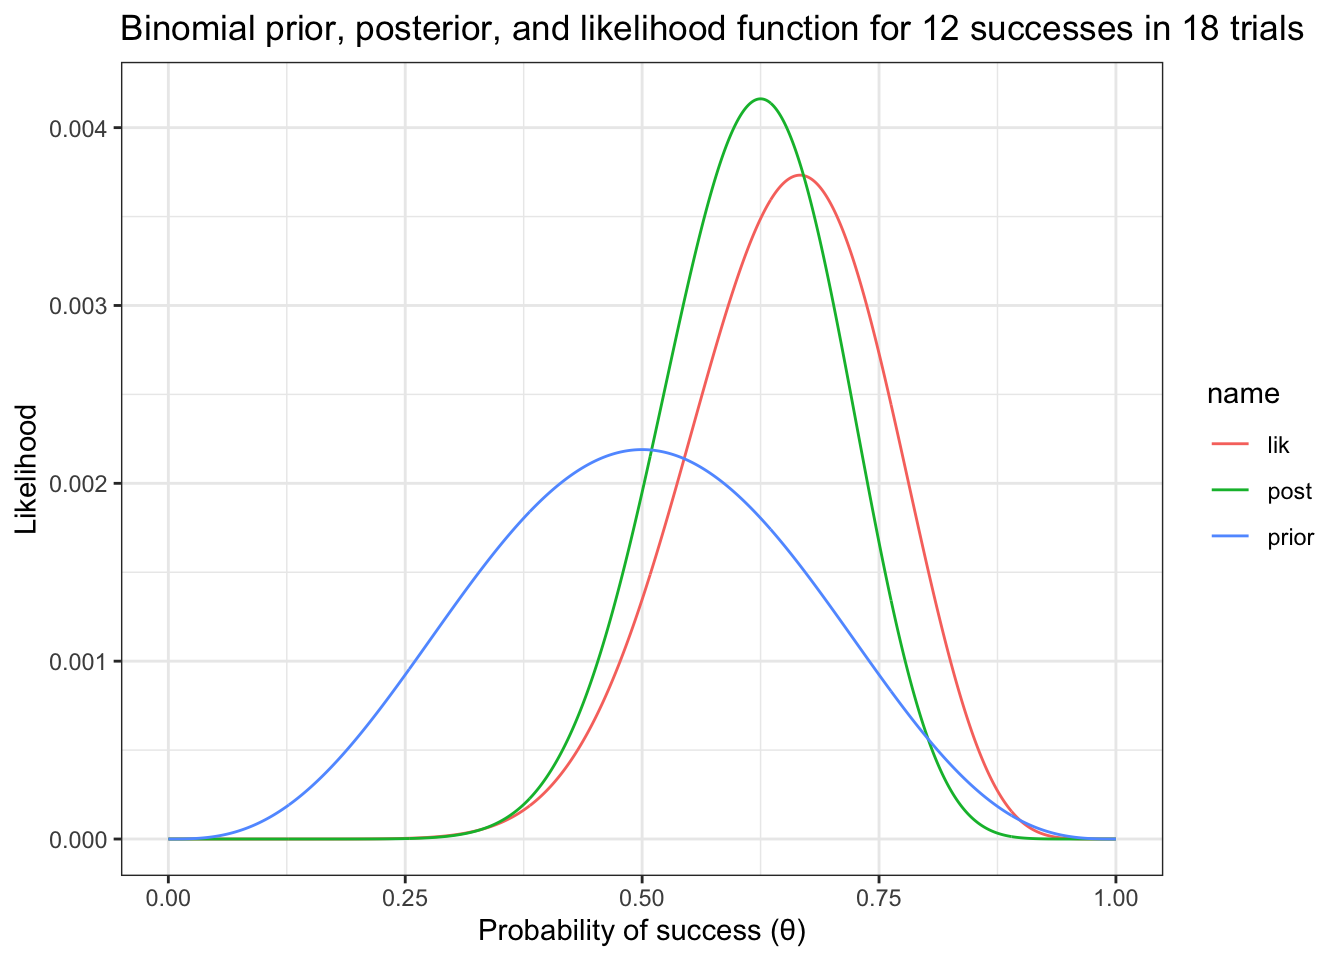 Binomial prior, posterior, and likelihood function for 12 successes in 18 trials
Likelihood
0.004
0.003
0.002
0.001
0.000
0.00 0.25 0.50 0.75 1.00
Probability of success (θ)
name
lik
post
prior